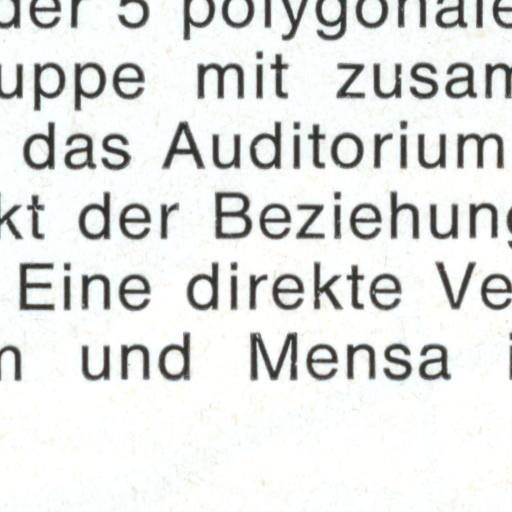 der 5 polygonale
uppe mit zusam
das Auditorium
kt der Beziehung
Eine direkte Ve
m und Mensa i